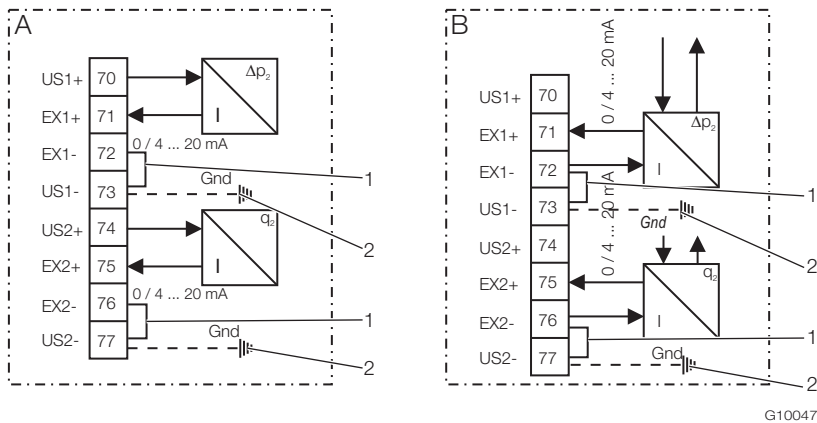 A
US1+ 70 Δp₂
EX1+ 71 I
EX1- 72 0 / 4 ... 20 mA
1
US1- 73 Gnd
US2+ 74 q₂
2
EX2+ 75 I
EX2- 76 0 / 4 ... 20 mA
1
US2- 77 Gnd
2
B
0 / 4 ... 20 mA
US1+ 70
EX1+ 71 Δp₂
EX1- 72 I
1
US1- 73
0 / 4 ... 20 mA
Gnd
US2+ 74
2
EX2+ 75 q₂
EX2- 76 I
1
US2- 77 Gnd
2
G10047